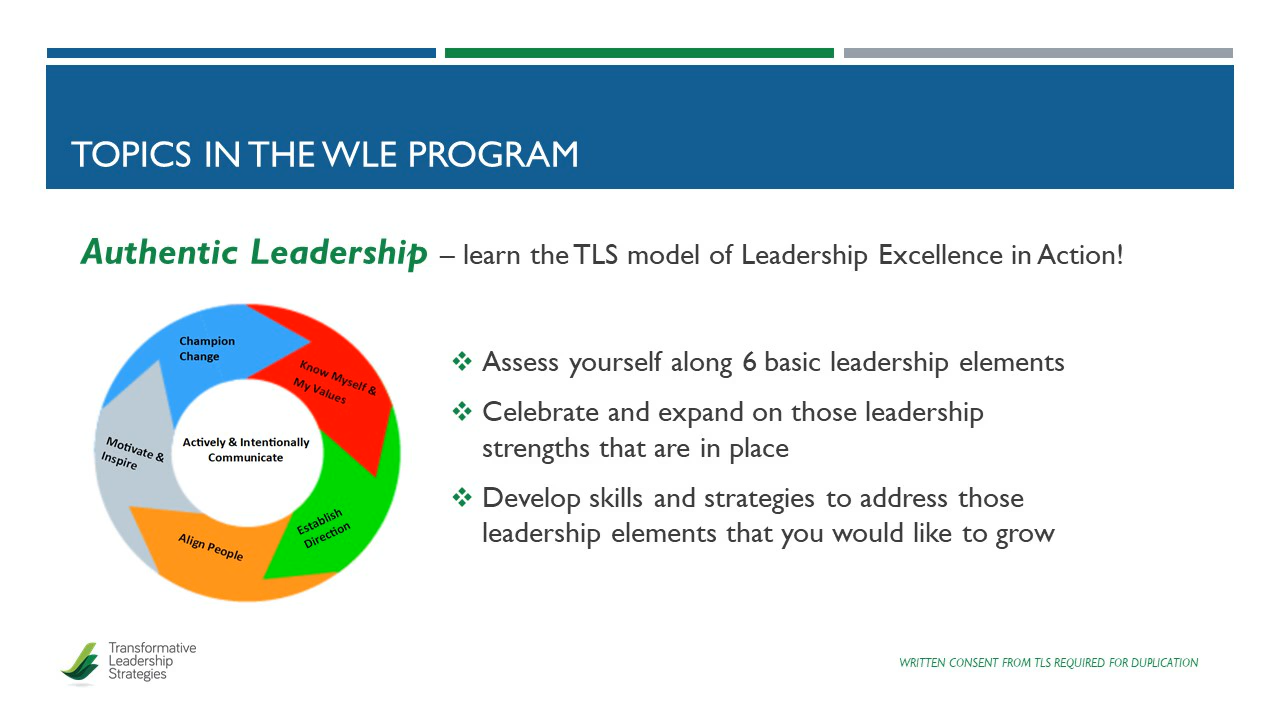 TOPICS IN THE WLE PROGRAM
Authentic Leadership – learn the TLS model of Leadership Excellence in Action!
Champion
Change
Know Myself &
My Values
Establish
Direction
Align People
Motivate &
Inspire
Actively & Intentionally
Communicate
Assess yourself along 6 basic leadership elements
Celebrate and expand on those leadership
strengths that are in place
Develop skills and strategies to address those
leadership elements that you would like to grow
Transformative
Leadership
Strategies
WRITTEN CONSENT FROM TLS REQUIRED FOR DUPLICATION